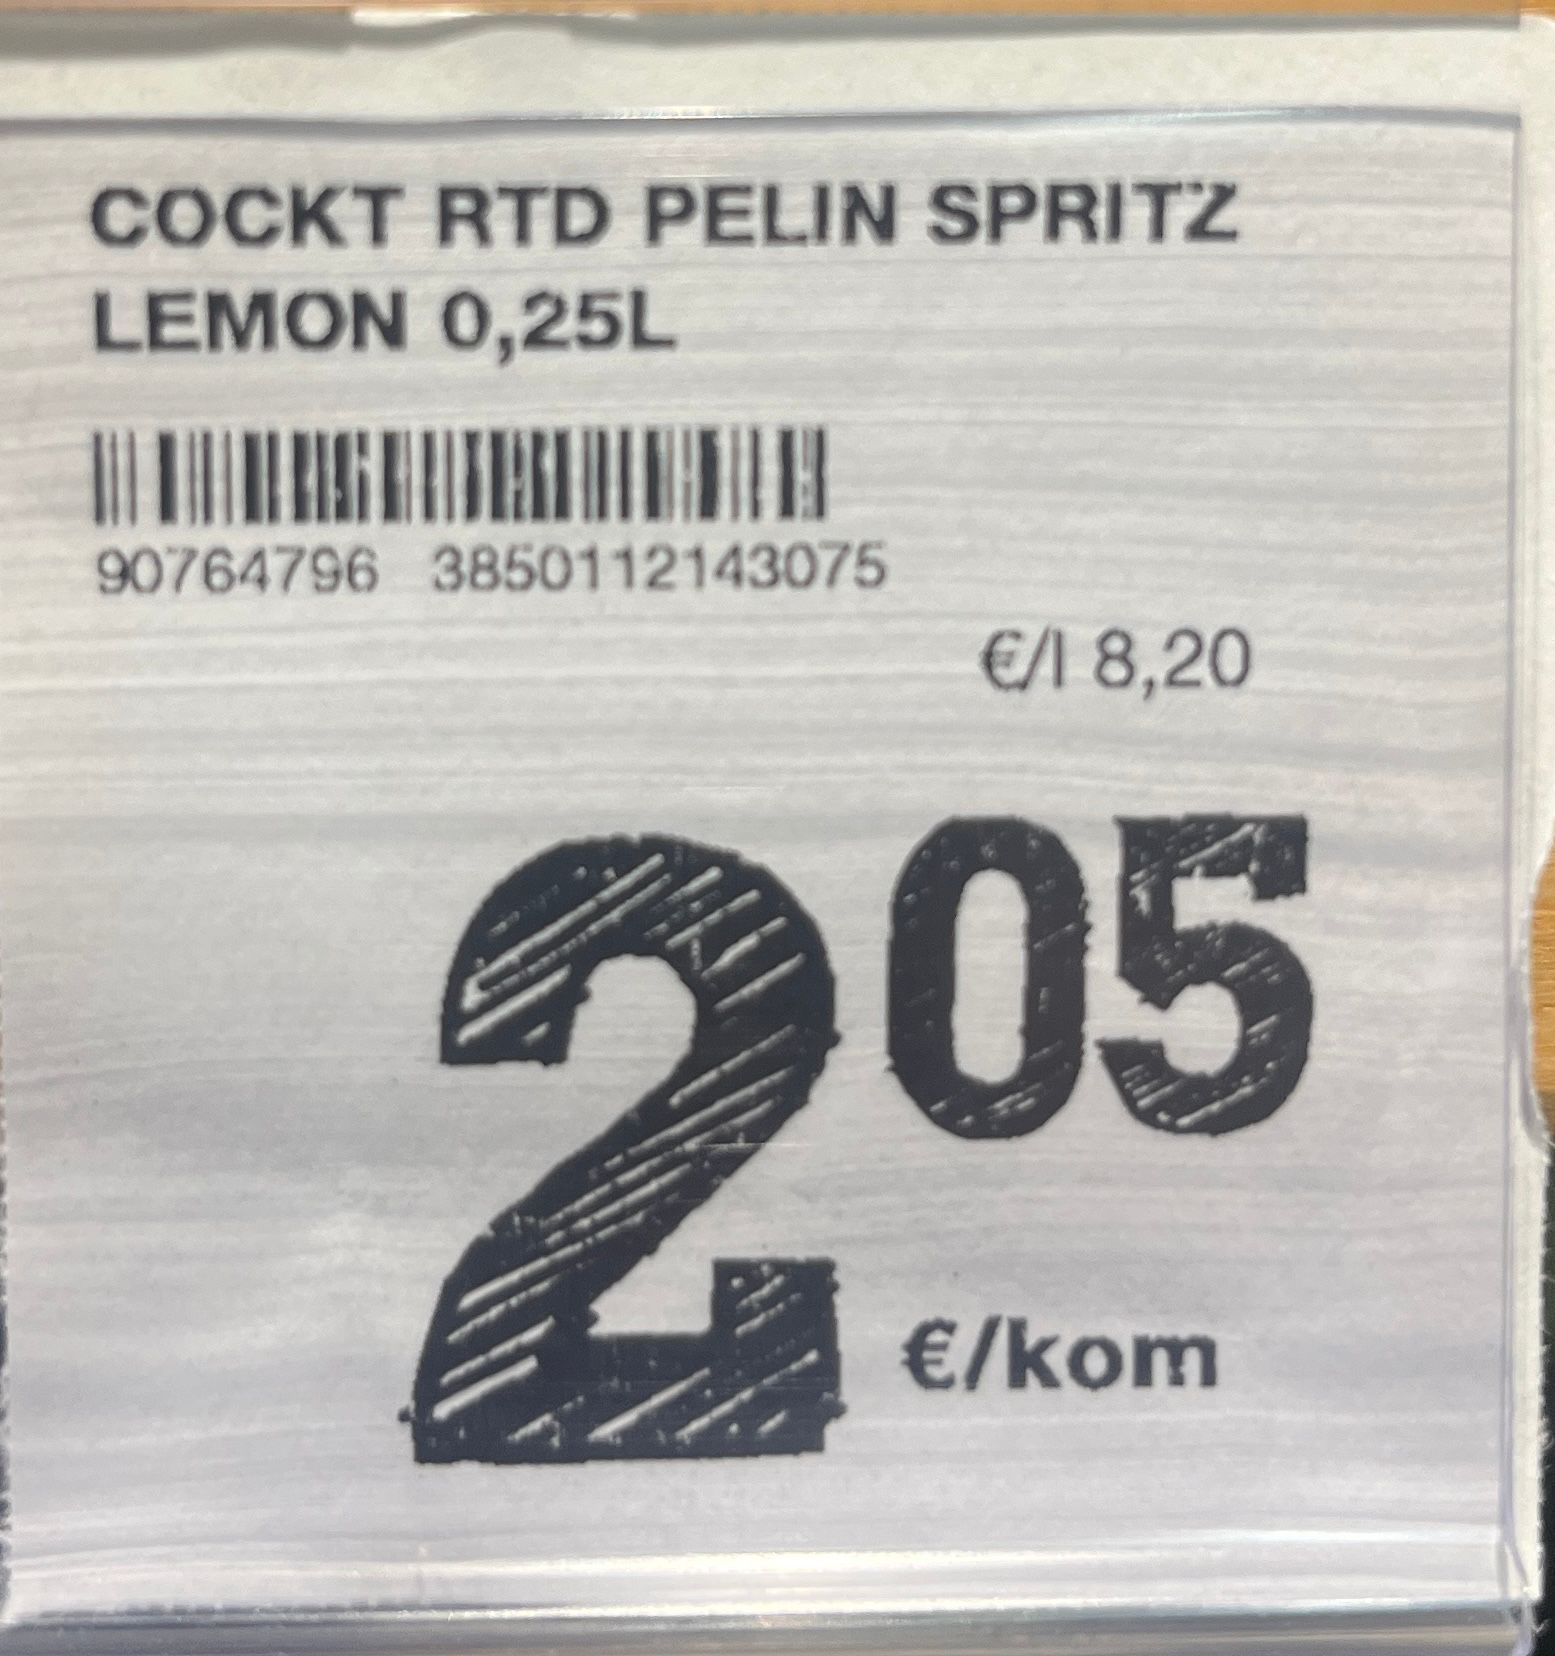 COCKT RTD PELIN SPRITZ
LEMON 0,25L
90764796 3850112143075
€/l 8,20
2 05
€/kom